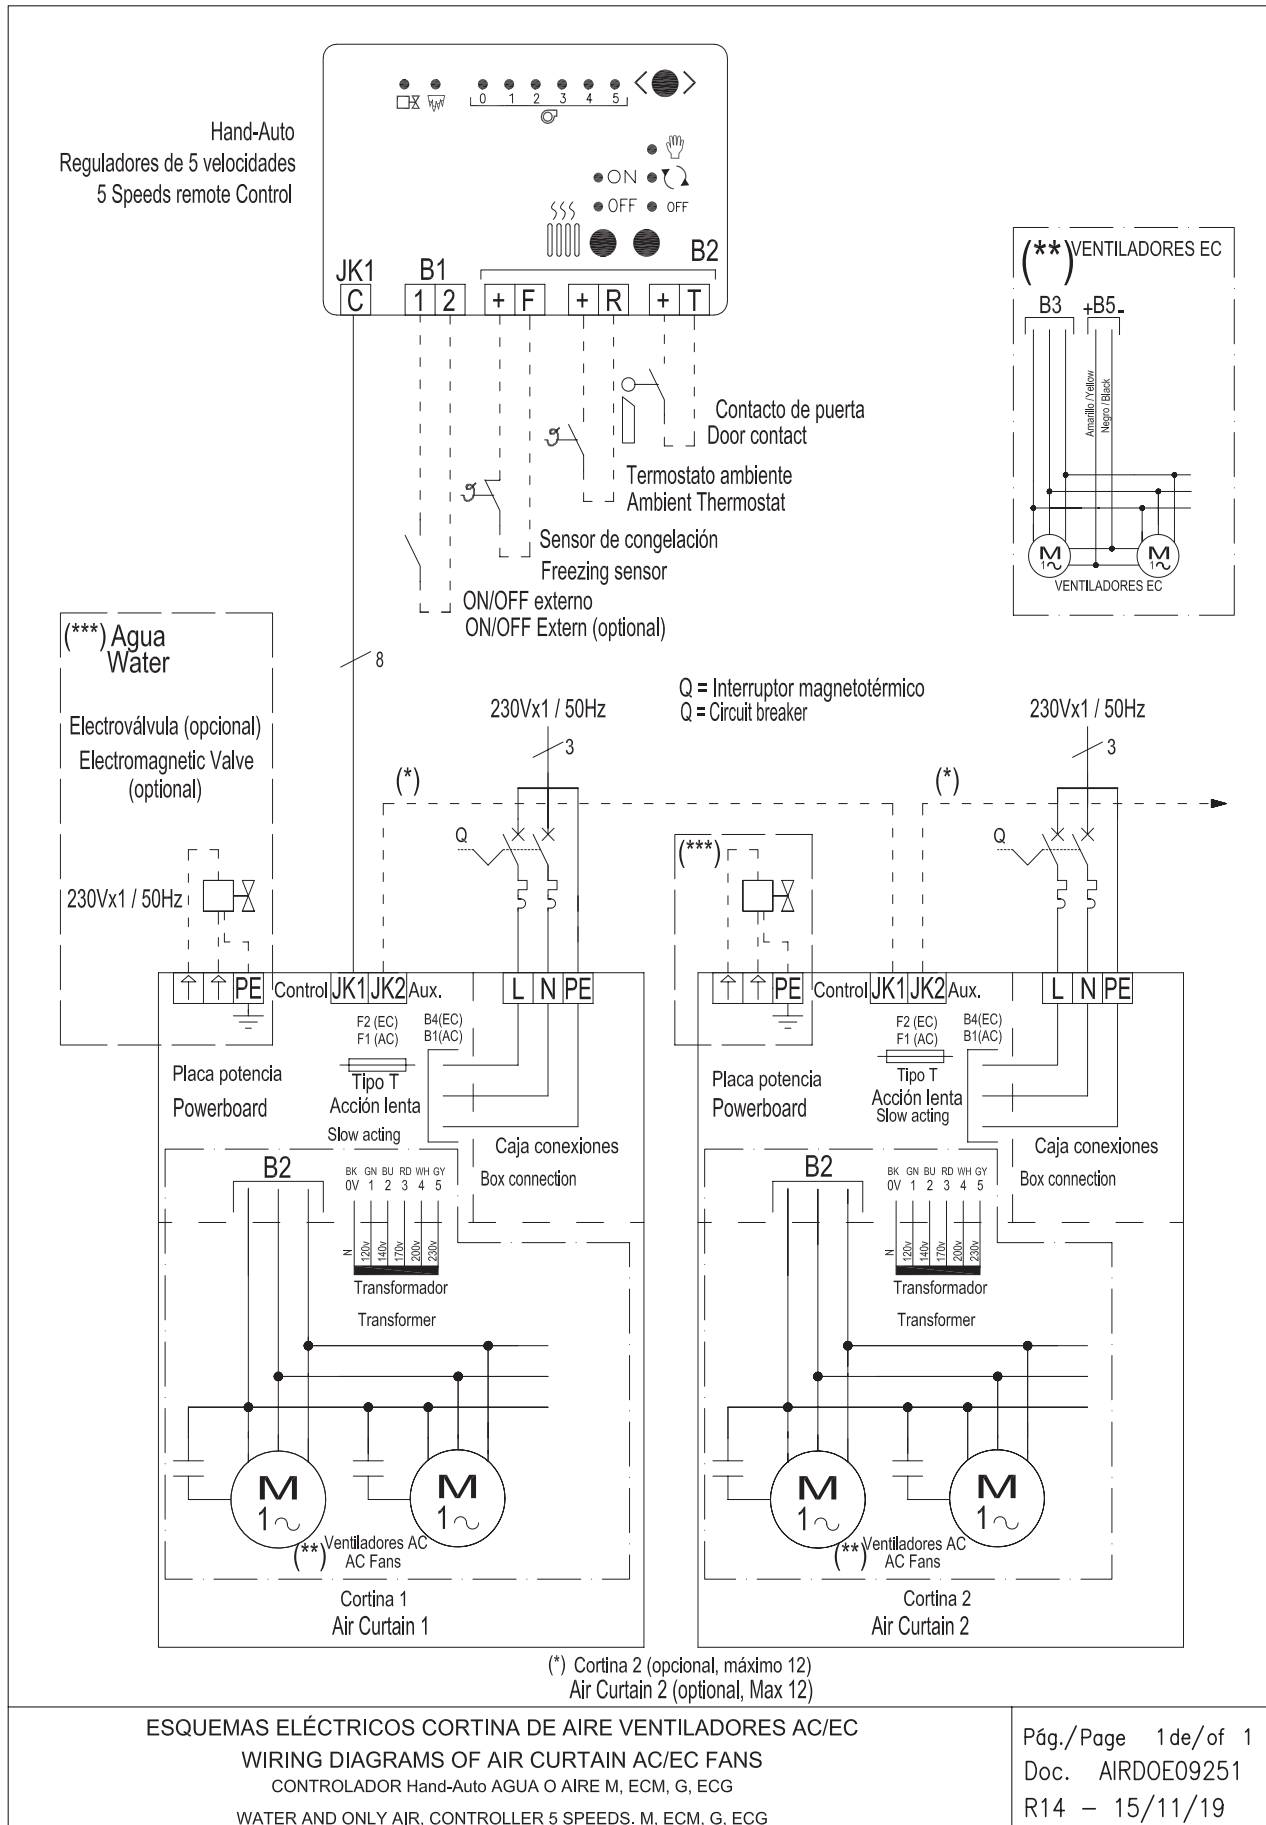 0 1 2 3 4 5
Hand-Auto
Reguladores de 5 velocidades
5 Speeds remote Control
ON
OFF OFF
JK1 B1 B2
C 1 2 + F + R + T
(**) VENTILADORES EC
B3 +B5-
Amarillo/Yellow
Negro/Black
M
1~
M
1~
VENTILADORES EC
Contacto de puerta
Door contact
Termostato ambiente
Ambient Thermostat
Sensor de congelación
Freezing sensor
ON/OFF externo
ON/OFF Extern (optional)
8
(***) Agua
Water
Electroválvula (opcional)
Electromagnetic Valve
(optional)
230Vx1 / 50Hz
Q = Interruptor magnetotérmico
Q = Circuit breaker
230Vx1 / 50Hz
3
(*)
Q
230Vx1 / 50Hz
3
(*)
Q
(***)
PE Control JK1 JK2 Aux. L N PE
F2 (EC) B4(EC)
F1 (AC) B1(AC)
Tipo T
Acción lenta
Slow acting
Placa potencia
Powerboard
Caja conexiones
Box connection
B2
BK GN BU RD WH GY
0V 1 2 3 4 5
N 120v 140v 170v 200v 230v
Transformador
Transformer
M
1~
M
1~
(**) Ventiladores AC
AC Fans
Cortina 1
Air Curtain 1
PE Control JK1 JK2 Aux. L N PE
F2 (EC) B4(EC)
F1 (AC) B1(AC)
Tipo T
Acción lenta
Slow acting
Placa potencia
Powerboard
Caja conexiones
Box connection
B2
BK GN BU RD WH GY
0V 1 2 3 4 5
N 120v 140v 170v 200v 230v
Transformador
Transformer
M
1~
M
1~
(**) Ventiladores AC
AC Fans
Cortina 2
Air Curtain 2
(*) Cortina 2 (opcional, máximo 12)
Air Curtain 2 (optional, Max 12)
ESQUEMAS ELÉCTRICOS CORTINA DE AIRE VENTILADORES AC/EC
WIRING DIAGRAMS OF AIR CURTAIN AC/EC FANS
CONTROLADOR Hand-Auto AGUA O AIRE M, ECM, G, ECG
WATER AND ONLY AIR, CONTROLLER 5 SPEEDS. M, ECM, G, ECG
Pág./Page 1de/of 1
Doc. AIRDOE09251
R14 – 15/11/19